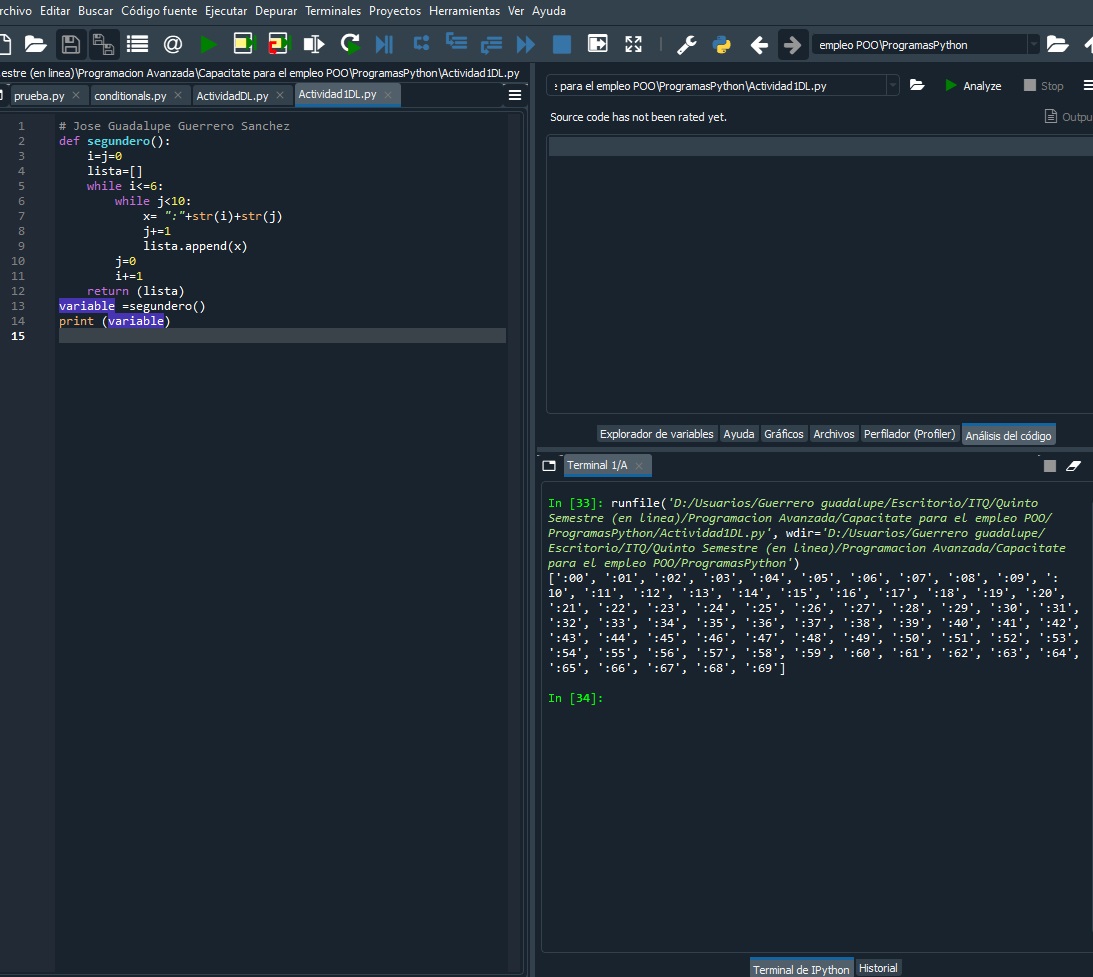 rchivo Editar Buscar Código fuente Ejecutar Depurar Terminales Proyectos Herramientas Ver Ayuda
empleo POO\ProgramasPython
estre (en linea)\Programacion Avanzada\Capacitate para el empleo POO\ProgramasPython\Actividad1DL.py
prueba.py conditionals.py ActividadDL.py Actividad1DL.py
1 # Jose Guadalupe Guerrero Sanchez
2 def segundero():
3 i=j=0
4 lista=[]
5 while i<=6:
6 while j<10:
7 x= ":"+str(i)+str(j)
8 j+=1
9 lista.append(x)
10 j=0
11 i+=1
12 return (lista)
13 variable =segundero()
14 print (variable)
15
e para el empleo POO\ProgramasPython\Actividad1DL.py Analyze Stop
Source code has not been rated yet. Outpu
Explorador de variables Ayuda Gráficos Archivos Perfilador (Profiler) Análisis del código
Terminal 1/A
In [33]: runfile('D:/Usuarios/Guerrero guadalupe/Escritorio/ITQ/Quinto
Semestre (en linea)/Programacion Avanzada/Capacitate para el empleo POO/
ProgramasPython/Actividad1DL.py', wdir='D:/Usuarios/Guerrero guadalupe/
Escritorio/ITQ/Quinto Semestre (en linea)/Programacion Avanzada/Capacitate
para el empleo POO/ProgramasPython')
[':00', ':01', ':02', ':03', ':04', ':05', ':06', ':07', ':08', ':09', ':
10', ':11', ':12', ':13', ':14', ':15', ':16', ':17', ':18', ':19', ':20',
':21', ':22', ':23', ':24', ':25', ':26', ':27', ':28', ':29', ':30', ':31',
':32', ':33', ':34', ':35', ':36', ':37', ':38', ':39', ':40', ':41', ':42',
':43', ':44', ':45', ':46', ':47', ':48', ':49', ':50', ':51', ':52', ':53',
':54', ':55', ':56', ':57', ':58', ':59', ':60', ':61', ':62', ':63', ':64',
':65', ':66', ':67', ':68', ':69']
In [34]:
Terminal de IPython Historial